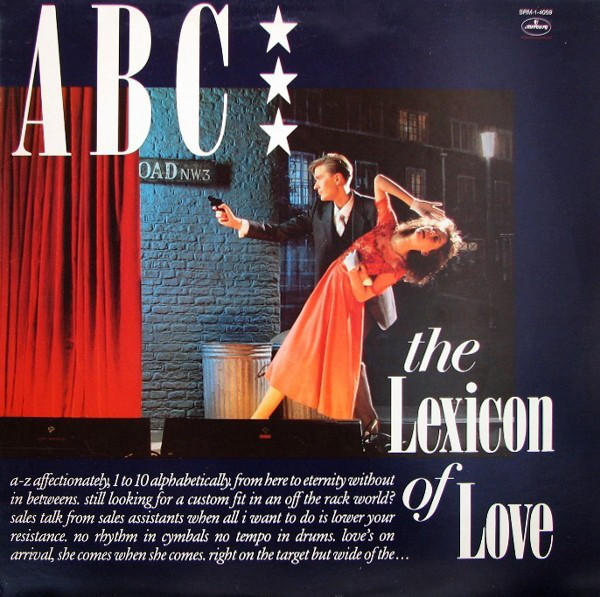 ABC
SRM-1-4059
mercury
OAD NW3
the
Lexicon
of
Love
a-z affectionately, 1 to 10 alphabetically, from here to eternity without
in betweens. still looking for a custom fit in an off the rack world?
sales talk from sales assistants when all i want to do is lower your
resistance. no rhythm in cymbals no tempo in drums. love's on
arrival, she comes when she comes. right on the target but wide of the...